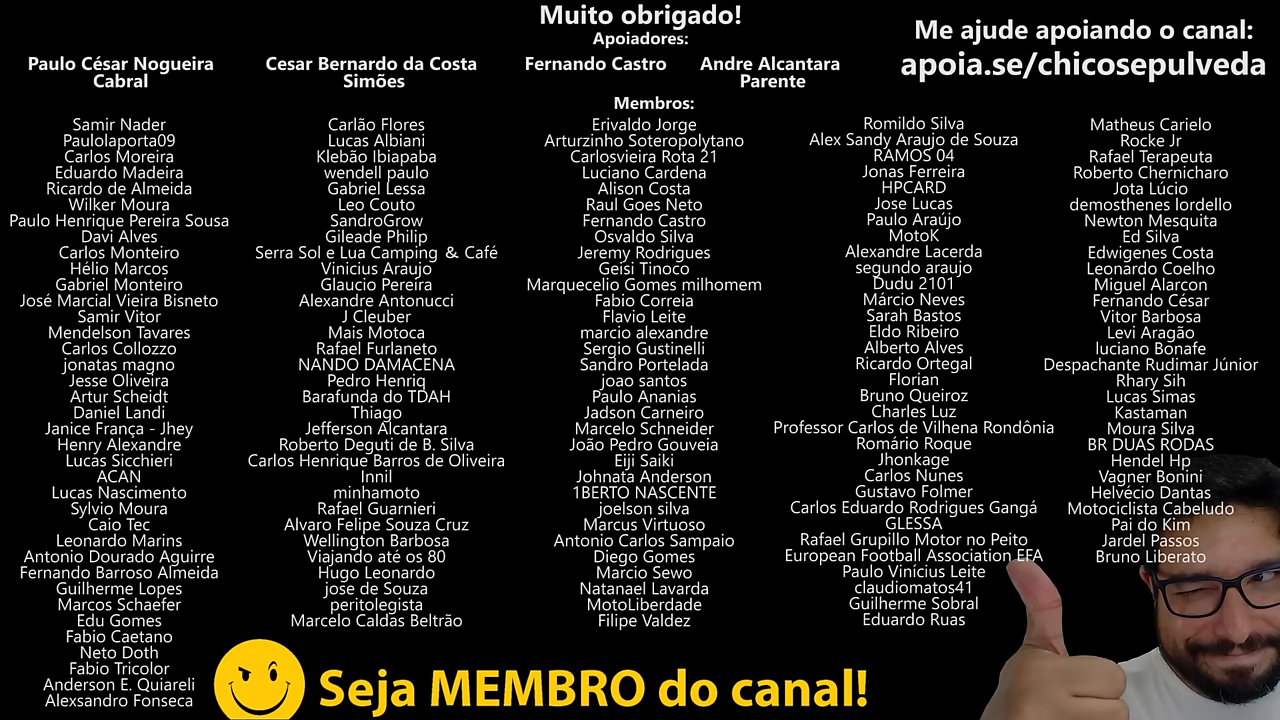 Muito obrigado!
Apoiadores:
Me ajude apoiando o canal:
apoia.se/chicosepulveda
Paulo César Nogueira
Cabral
Cesar Bernardo da Costa
Simões
Fernando Castro
Andre Alcantara
Parente
Membros:
Samir Nader
Paulolaporta09
Carlos Moreira
Eduardo Madeira
Ricardo de Almeida
Wilker Moura
Paulo Henrique Pereira Sousa
Davi Alves
Carlos Monteiro
Hélio Marcos
Gabriel Monteiro
José Marcial Vieira Bisneto
Samir Vitor
Mendelson Tavares
Carlos Collozzo
jonatas magno
Jesse Oliveira
Artur Scheidt
Daniel Landi
Janice França - Jhey
Henry Alexandre
Lucas Sicchieri
ACAN
Lucas Nascimento
Sylvio Moura
Caio Tec
Leonardo Marins
Antonio Dourado Aguirre
Fernando Barroso Almeida
Guilherme Lopes
Marcos Schaefer
Edu Gomes
Fabio Caetano
Neto Doth
Fabio Tricolor
Anderson E. Quiareli
Alexsandro Fonseca
Carlão Flores
Lucas Albiani
Klebão Ibiapaba
wendell paulo
Gabriel Lessa
Leo Couto
SandroGrow
Gileade Philip
Serra Sol e Lua Camping & Café
Vinicius Araujo
Glaucio Pereira
Alexandre Antonucci
J Cleuber
Mais Motoca
Rafael Furlaneto
NANDO DAMACENA
Pedro Henriq
Barafunda do TDAH
Thiago
Jefferson Alcantara
Roberto Deguti de B. Silva
Carlos Henrique Barros de Oliveira
Innil
minhamoto
Rafael Guarnieri
Alvaro Felipe Souza Cruz
Wellington Barbosa
Viajando até os 80
Hugo Leonardo
jose de Souza
peritolegista
Marcelo Caldas Beltrão
Erivaldo Jorge
Arturzinho Soteropolytano
Carlosvieira Rota 21
Luciano Cardena
Alison Costa
Raul Goes Neto
Fernando Castro
Osvaldo Silva
Jeremy Rodrigues
Geisi Tinoco
Marquecelio Gomes milhomem
Fabio Correia
Flavio Leite
marcio alexandre
Sergio Gustinelli
Sandro Portelada
joao santos
Paulo Ananias
Jadson Carneiro
Marcelo Schneider
João Pedro Gouveia
Eiji Saiki
Johnata Anderson
1BERTO NASCENTE
joelson silva
Marcus Virtuoso
Antonio Carlos Sampaio
Diego Gomes
Marcio Sewo
Natanael Lavarda
MotoLiberdade
Filipe Valdez
Romildo Silva
Alex Sandy Araujo de Souza
RAMOS 04
Jonas Ferreira
HPCARD
Jose Lucas
Paulo Araújo
MotoK
Alexandre Lacerda
segundo araujo
Dudu 2101
Márcio Neves
Sarah Bastos
Eldo Ribeiro
Alberto Alves
Ricardo Ortegal
Florian
Bruno Queiroz
Charles Luz
Professor Carlos de Vilhena Rondônia
Romário Roque
Jhonkage
Carlos Nunes
Gustavo Folmer
Carlos Eduardo Rodrigues Gangá
GLESSA
Rafael Grupillo Motor no Peito
European Football Association EFA
Paulo Vinícius Leite
claudiomatos41
Guilherme Sobral
Eduardo Ruas
Matheus Carielo
Rocke Jr
Rafael Terapeuta
Roberto Chernicharo
Jota Lúcio
demosthenes lordello
Newton Mesquita
Ed Silva
Edwigenes Costa
Leonardo Coelho
Miguel Alarcon
Fernando César
Vitor Barbosa
Levi Aragão
luciano Bonafe
Despachante Rudimar Júnior
Rhary Sih
Lucas Simas
Kastaman
Moura Silva
BR DUAS RODAS
Hendel Hp
Vagner Bonini
Helvécio Dantas
Motociclista Cabeludo
Pai do Kim
Jardel Passos
Bruno Liberato
Seja MEMBRO do canal!